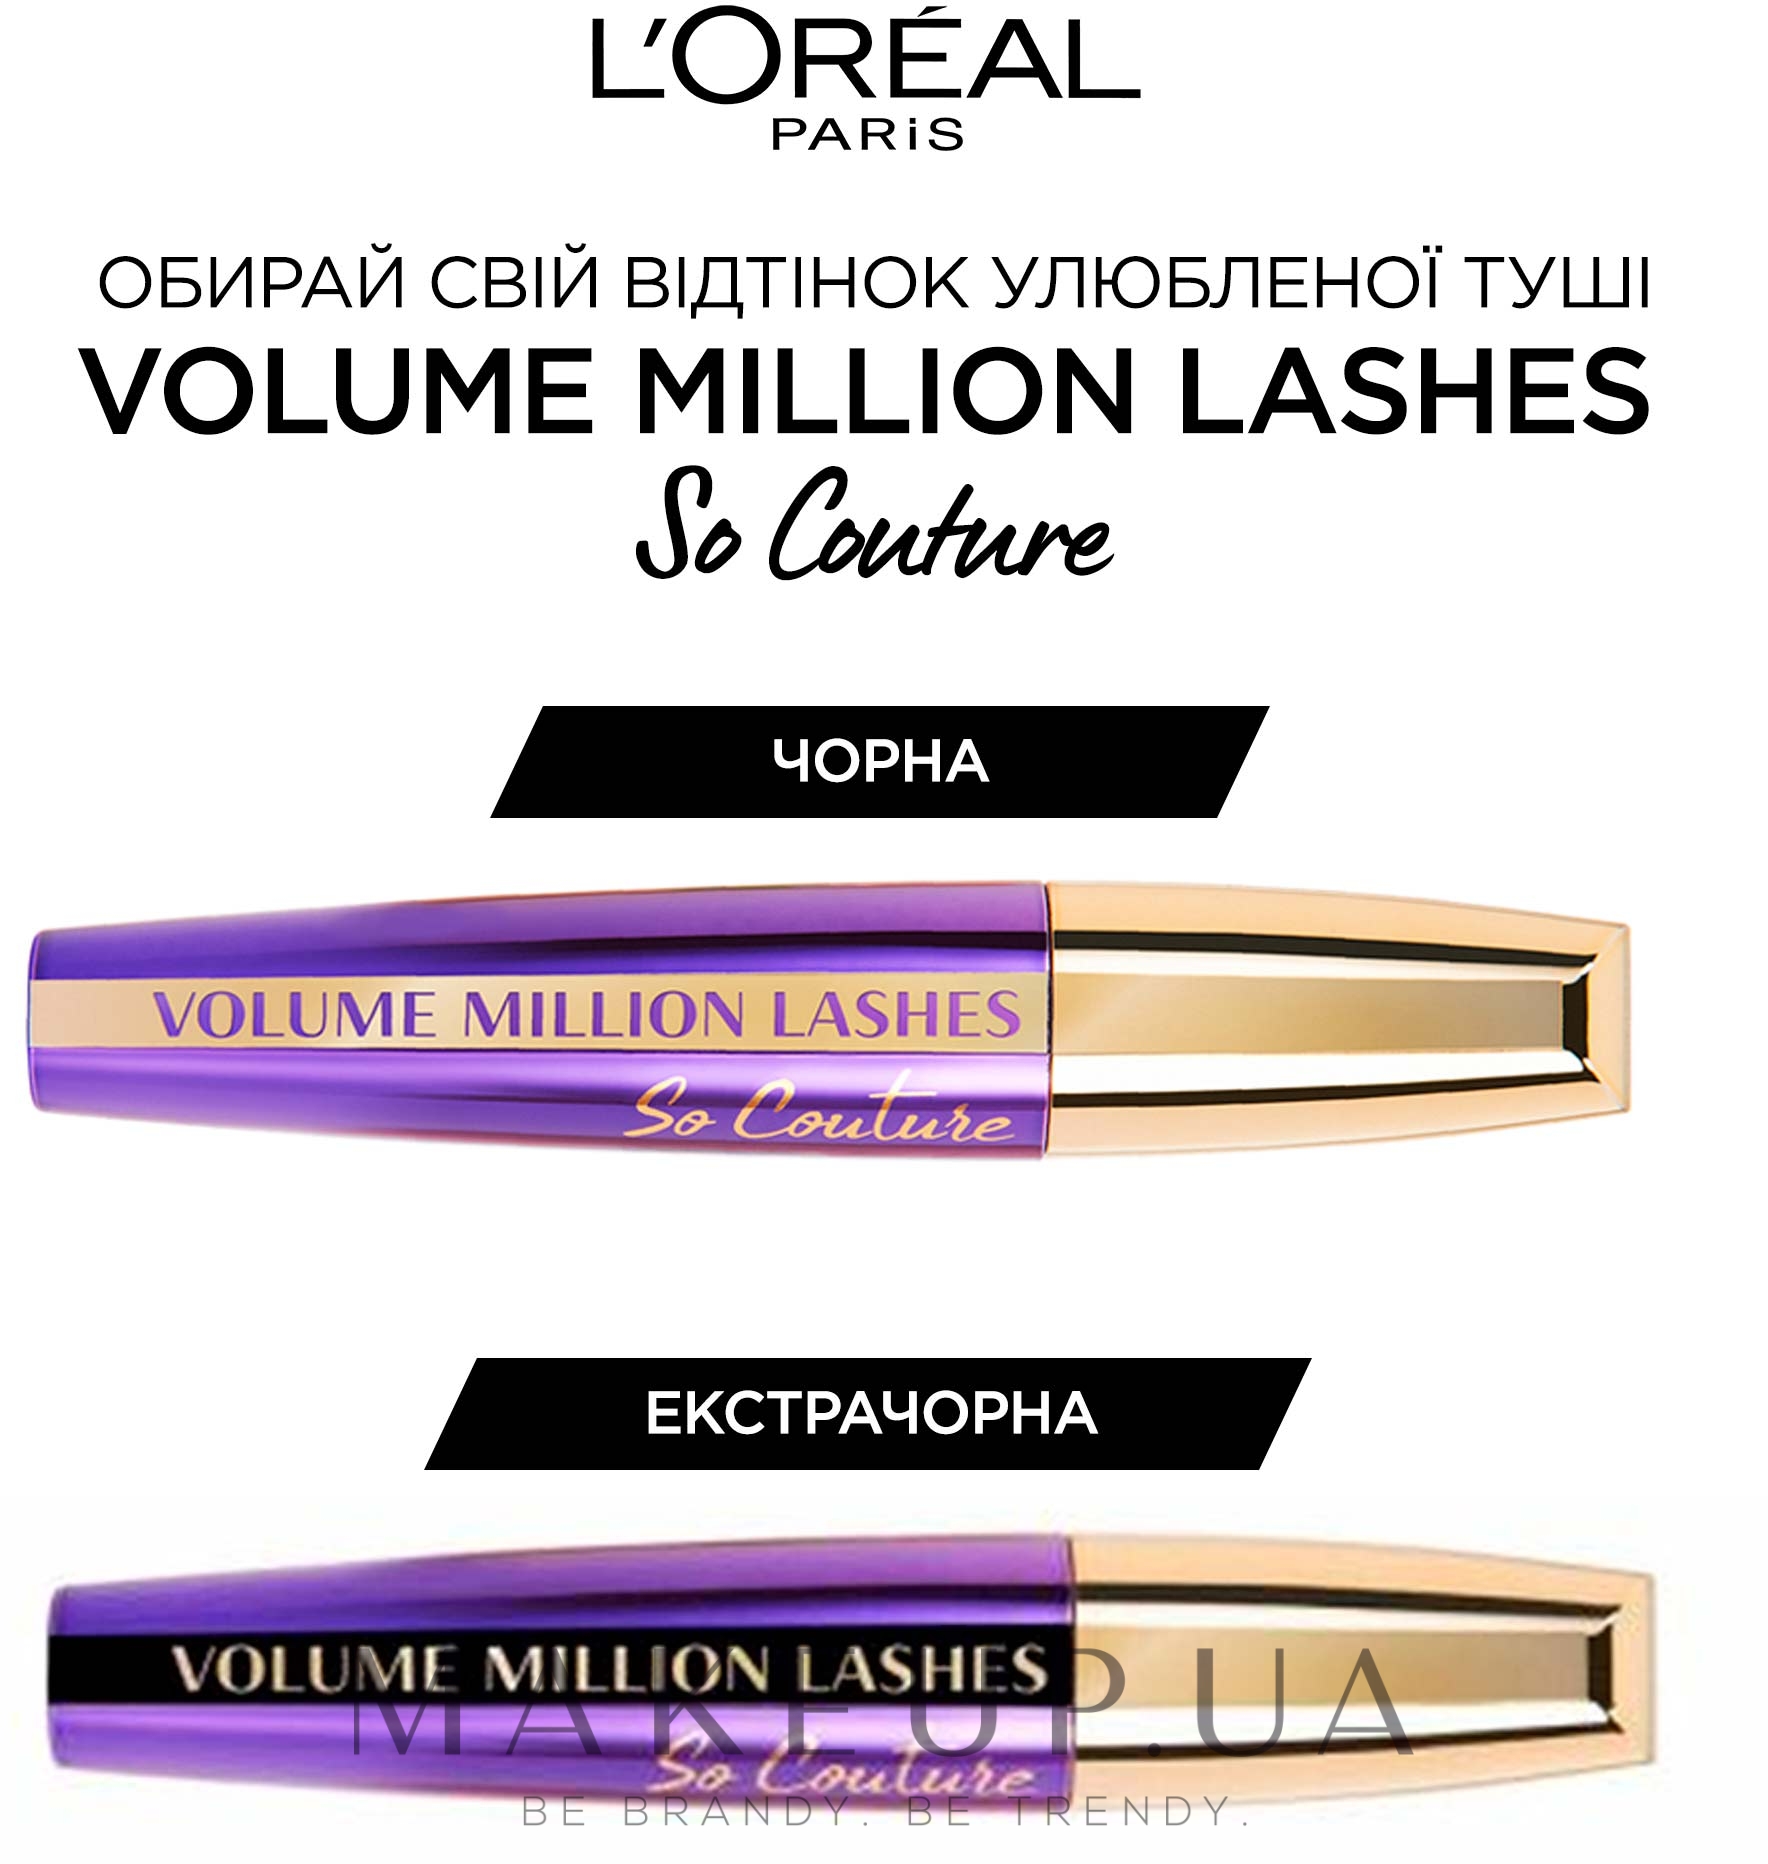 L'ORÉAL
PARiS
ОБИРАЙ СВІЙ ВІДТІНОК УЛЮБЛЕНОЇ ТУШІ
VOLUME MILLION LASHES
So Couture
ЧОРНА
VOLUME MILLION LASHES
So Couture
ЕКСТРАЧОРНА
VOLUME MILLION LASHES
MAKEUP.UA
So Couture
BE BRANDY. BE TRENDY.